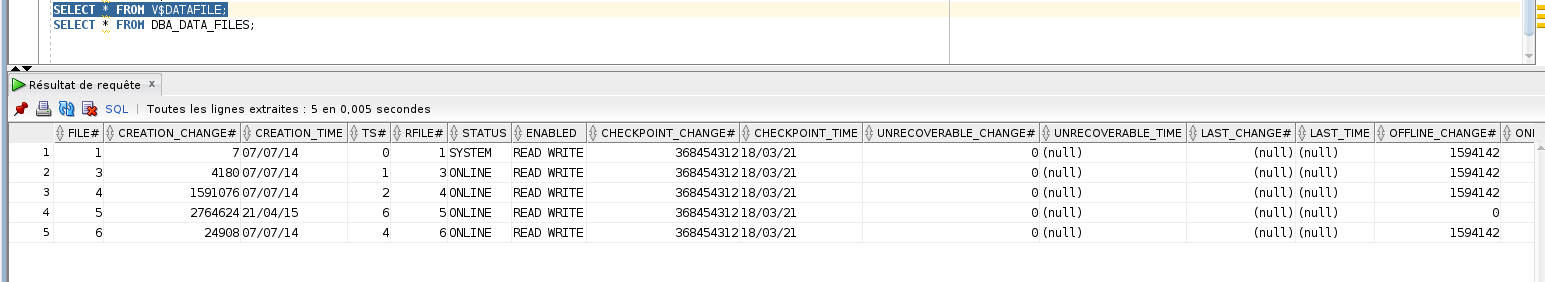 SELECT * FROM V$DATAFILE;
SELECT * FROM DBA_DATA_FILES;
Résultat de requête x
SQL | Toutes les lignes extraites : 5 en 0,005 secondes
FILE# CREATION_CHANGE# CREATION_TIME TS# RFILE# STATUS ENABLED CHECKPOINT_CHANGE# CHECKPOINT_TIME UNRECOVERABLE_CHANGE# UNRECOVERABLE_TIME LAST_CHANGE# LAST_TIME OFFLINE_CHANGE#
1 1 7 07/07/14 0 1 SYSTEM READ WRITE 368454312 18/03/21 0 (null) (null) (null) 1594142
2 3 4180 07/07/14 1 3 ONLINE READ WRITE 368454312 18/03/21 0 (null) (null) (null) 1594142
3 4 1591076 07/07/14 2 4 ONLINE READ WRITE 368454312 18/03/21 0 (null) (null) (null) 1594142
4 5 2764624 21/04/15 6 5 ONLINE READ WRITE 368454312 18/03/21 0 (null) (null) (null) 0
5 6 24908 07/07/14 4 6 ONLINE READ WRITE 368454312 18/03/21 0 (null) (null) (null) 1594142